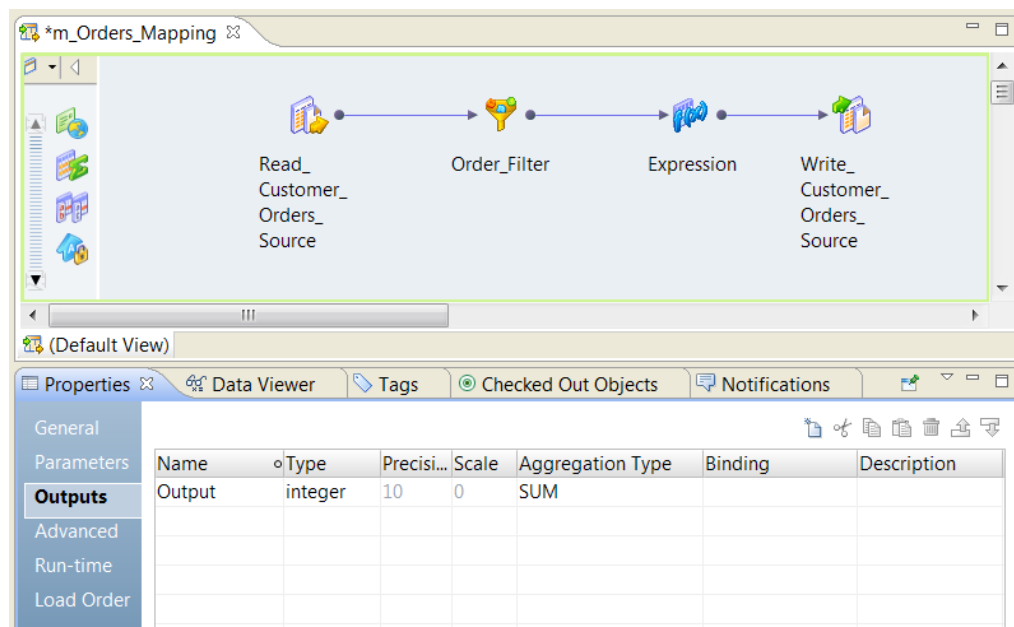 *m_Orders_Mapping
Read_
Customer_
Orders_
Source
Order_Filter
Expression
Write_
Customer_
Orders_
Source
(Default View)
Properties Data Viewer Tags Checked Out Objects Notifications
General
Parameters
Outputs
Advanced
Run-time
Load Order
Name Type Precisi... Scale Aggregation Type Binding Description
Output integer 10 0 SUM